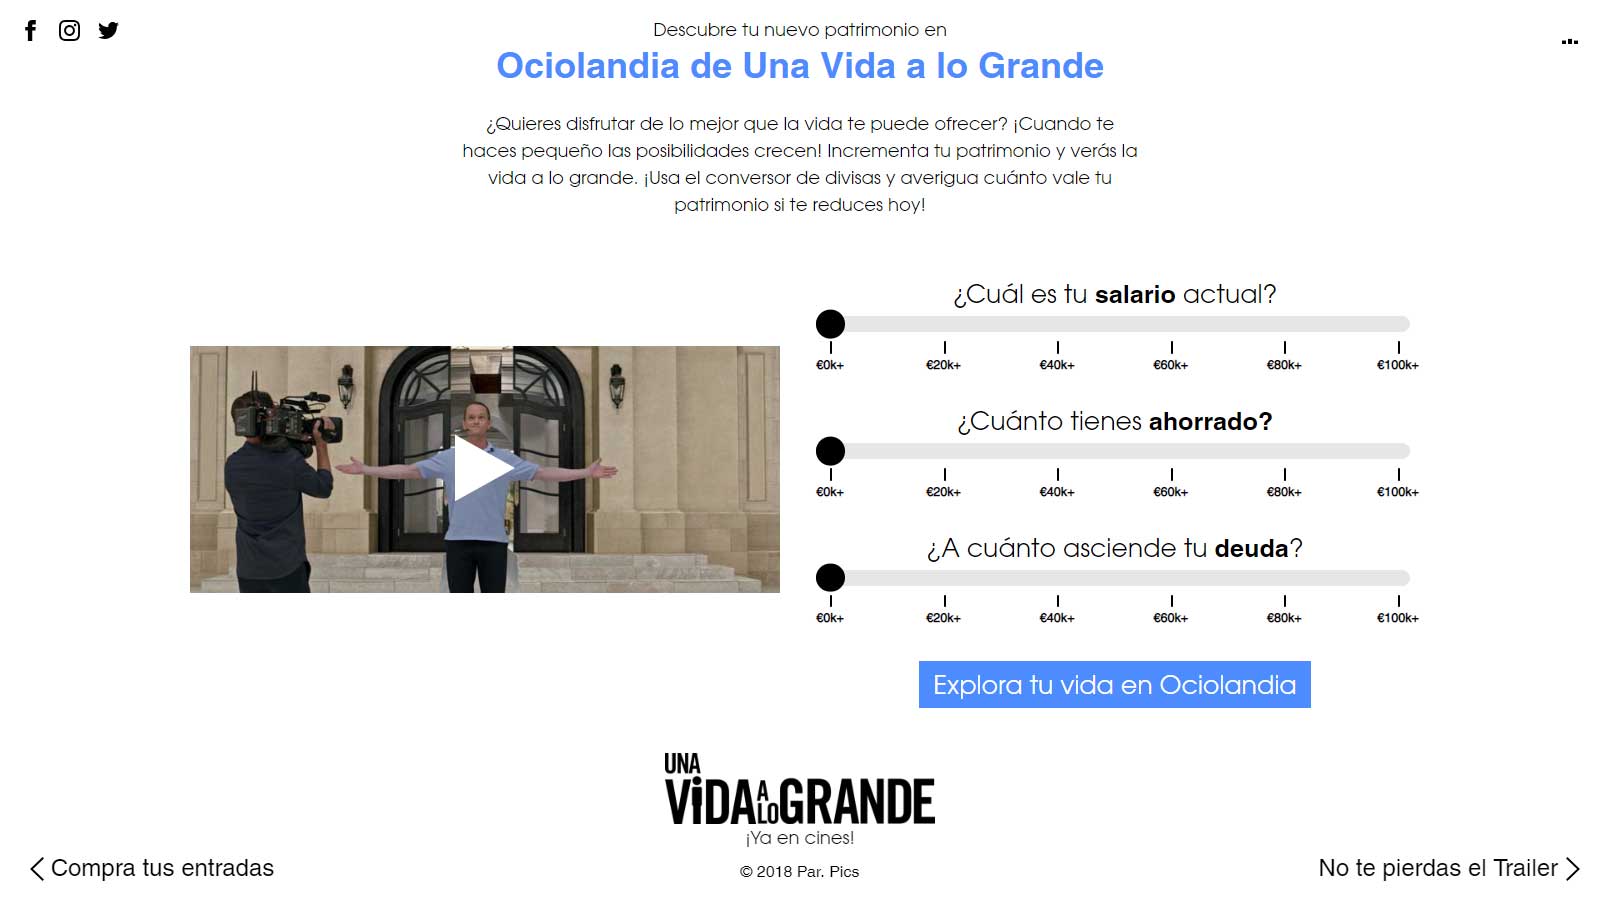 Descubre tu nuevo patrimonio en
Ociolandia de Una Vida a lo Grande
¿Quieres disfrutar de lo mejor que la vida te puede ofrecer? ¡Cuando te
haces pequeño las posibilidades crecen! Incrementa tu patrimonio y verás la
vida a lo grande. ¡Usa el conversor de divisas y averigua cuánto vale tu
patrimonio si te reduces hoy!
¿Cuál es tu salario actual?
€0k+ €20k+ €40k+ €60k+ €80k+ €100k+
¿Cuánto tienes ahorrado?
€0k+ €20k+ €40k+ €60k+ €80k+ €100k+
¿A cuánto asciende tu deuda?
€0k+ €20k+ €40k+ €60k+ €80k+ €100k+
Explora tu vida en Ociolandia
UNA
ViDA A LO GRANDE
¡Ya en cines!
© 2018 Par. Pics
Compra tus entradas
No te pierdas el Trailer